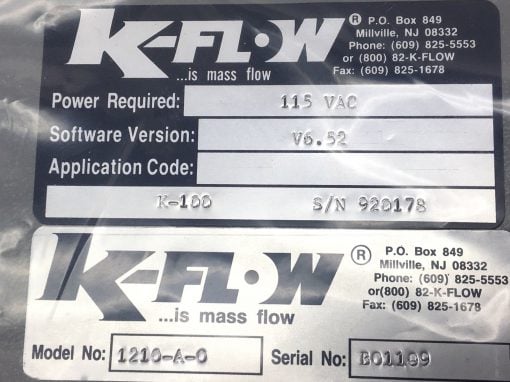 K-FLOW ® P.O. Box 849
Millville, NJ 08332
Phone: (609) 825-5553
or (800) 82-K-FLOW
...is mass flow Fax: (609) 825-1678
Power Required: 115 VAC
Software Version: V6.52
Application Code:
K-100 S/N 920178
K-FLOW ® P.O. Box 849
Millville, NJ 08332
Phone: (609) 825-5553
or(800) 82-K-FLOW
...is mass flow Fax: (609) 825-1678
Model No: 1210-A-0 Serial No: B01199